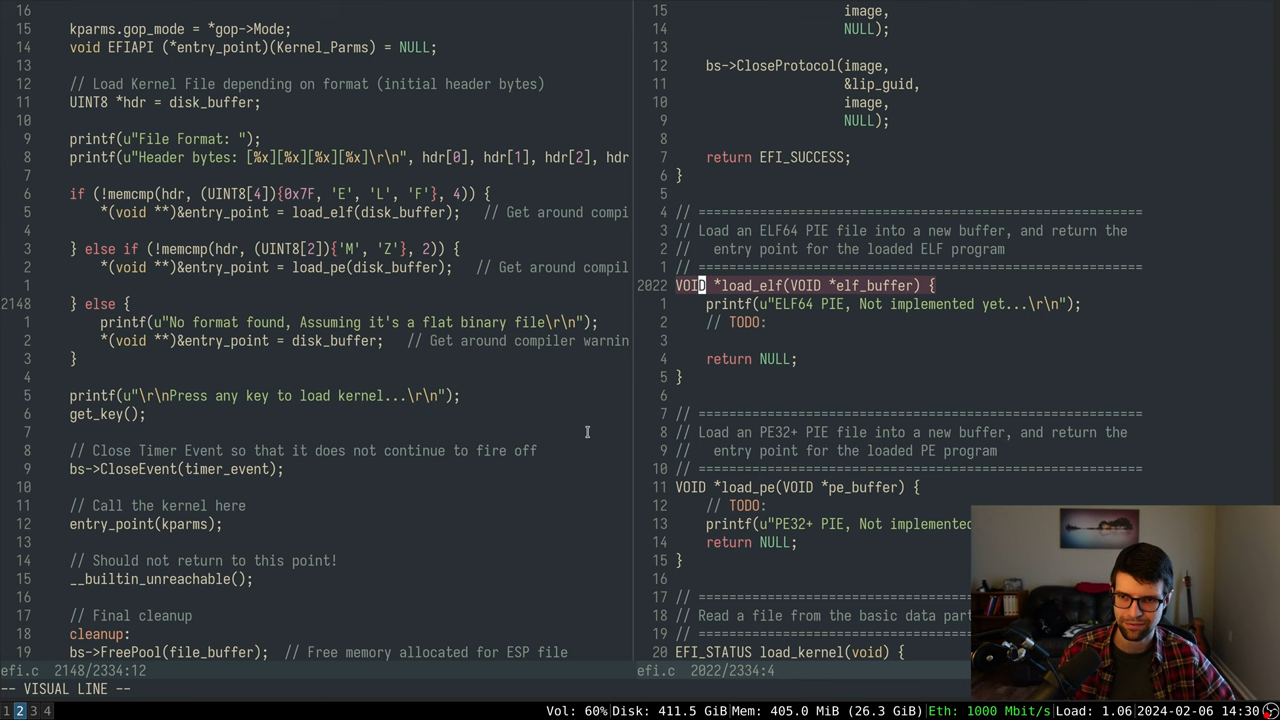 16
15 kparms.gop_mode = *gop->Mode;
14 void EFIAPI (*entry_point)(Kernel_Parms) = NULL;
13
12 // Load Kernel File depending on format (initial header bytes)
11 UINT8 *hdr = disk_buffer;
10
9 printf(u"File Format: ");
8 printf(u"Header bytes: [%x][%x][%x][%x]\r\n", hdr[0], hdr[1], hdr[2], hdr
7
6 if (!memcmp(hdr, (UINT8[4]){0x7F, 'E', 'L', 'F'}, 4)) {
5 *(void **)&entry_point = load_elf(disk_buffer); // Get around compi
4
3 } else if (!memcmp(hdr, (UINT8[2]){'M', 'Z'}, 2)) {
2 *(void **)&entry_point = load_pe(disk_buffer); // Get around compil
1
2148 } else {
1 printf(u"No format found, Assuming it's a flat binary file\r\n");
2 *(void **)&entry_point = disk_buffer; // Get around compiler warnin
3 }
4
5 printf(u"\r\nPress any key to load kernel...\r\n");
6 get_key();
7
8 // Close Timer Event so that it does not continue to fire off
9 bs->CloseEvent(timer_event);
10
11 // Call the kernel here
12 entry_point(kparms);
13
14 // Should not return to this point!
15 __builtin_unreachable();
16
17 // Final cleanup
18 cleanup:
19 bs->FreePool(file_buffer); // Free memory allocated for ESP file
efi.c 2148/2334:12
-- VISUAL LINE --
15 image,
14 NULL);
13
12 bs->CloseProtocol(image,
11 &lip_guid,
10 image,
9 NULL);
8
7 return EFI_SUCCESS;
6 }
5
4 // ==========================================================
3 // Load an ELF64 PIE file into a new buffer, and return the
2 // entry point for the loaded ELF program
1 // ==========================================================
2022 VOID *load_elf(VOID *elf_buffer) {
1 printf(u"ELF64 PIE, Not implemented yet...\r\n");
2 // TODO:
3
4 return NULL;
5 }
6
7 // ==========================================================
8 // Load an PE32+ PIE file into a new buffer, and return the
9 // entry point for the loaded PE program
10 // ==========================================================
11 VOID *load_pe(VOID *pe_buffer) {
12 // TODO:
13 printf(u"PE32+ PIE, Not implemented
14 return NULL;
15 }
16
17 // ===================================
18 // Read a file from the basic data part
19 // ===================================
20 EFI_STATUS load_kernel(void) {
efi.c 2022/2334:4
1 2 3 4
Vol: 60%|Disk: 411.5 GiB|Mem: 405.0 MiB (26.3 GiB)|Eth: 1000 Mbit/s|Load: 1.06|2024-02-06 14:30